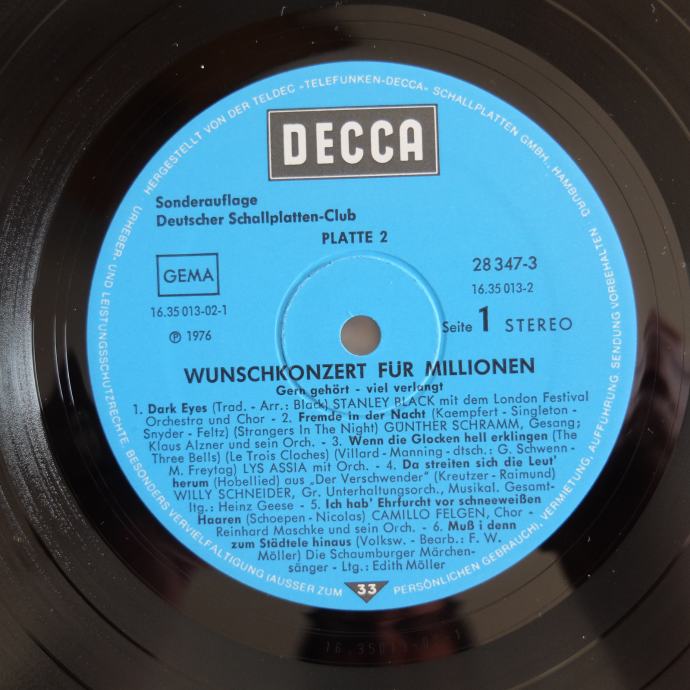 HERGESTELLT VON DER TELDEC »TELEFUNKEN-DECCA« SCHALLPLATTEN GMBH., HAMBURG
DECCA
Sonderauflage
Deutscher Schallplatten-Club
PLATTE 2
GEMA
28 347-3
16.35 013-02-1
16.35 013-2
℗ 1976
Seite 1 STEREO
WUNSCHKONZERT FÜR MILLIONEN
Gern gehört - viel verlangt
1. Dark Eyes (Trad. - Arr.: Black) STANLEY BLACK mit dem London Festival
Orchestra und Chor - 2. Fremde in der Nacht (Kaempfert - Singleton -
Snyder - Feltz) (Strangers In The Night) GÜNTHER SCHRAMM, Gesang;
Klaus Alzner und sein Orch. - 3. Wenn die Glocken hell erklingen (The
Three Bells) (Le Trois Cloches) (Villard - Manning - dtsch.: G. Schwenn -
M. Freytag) LYS ASSIA mit Orch. - 4. Da streiten sich die Leut'
herum (Hobellied) aus „Der Verschwender" (Kreutzer - Raimund)
WILLY SCHNEIDER, Gr. Unterhaltungsorch., Musikal. Gesamt-
ltg.: Heinz Geese - 5. Ich hab' Ehrfurcht vor schneeweißen
Haaren (Schoepen - Nicolas) CAMILLO FELGEN, Chor -
Reinhard Maschke und sein Orch. - 6. Muß i denn
zum Städtele hinaus (Volksw. - Bearb.: F. W.
Möller) Die Schaumburger Märchen-
sänger - Ltg.: Edith Möller
URHEBER- UND LEISTUNGSSCHUTZRECHTE, BESONDERS VERVIELFÄLTIGUNG (AUSSER ZUM PERSÖNLICHEN GEBRAUCH), VERMIETUNG, AUFFÜHRUNG, SENDUNG VORBEHALTEN.
33